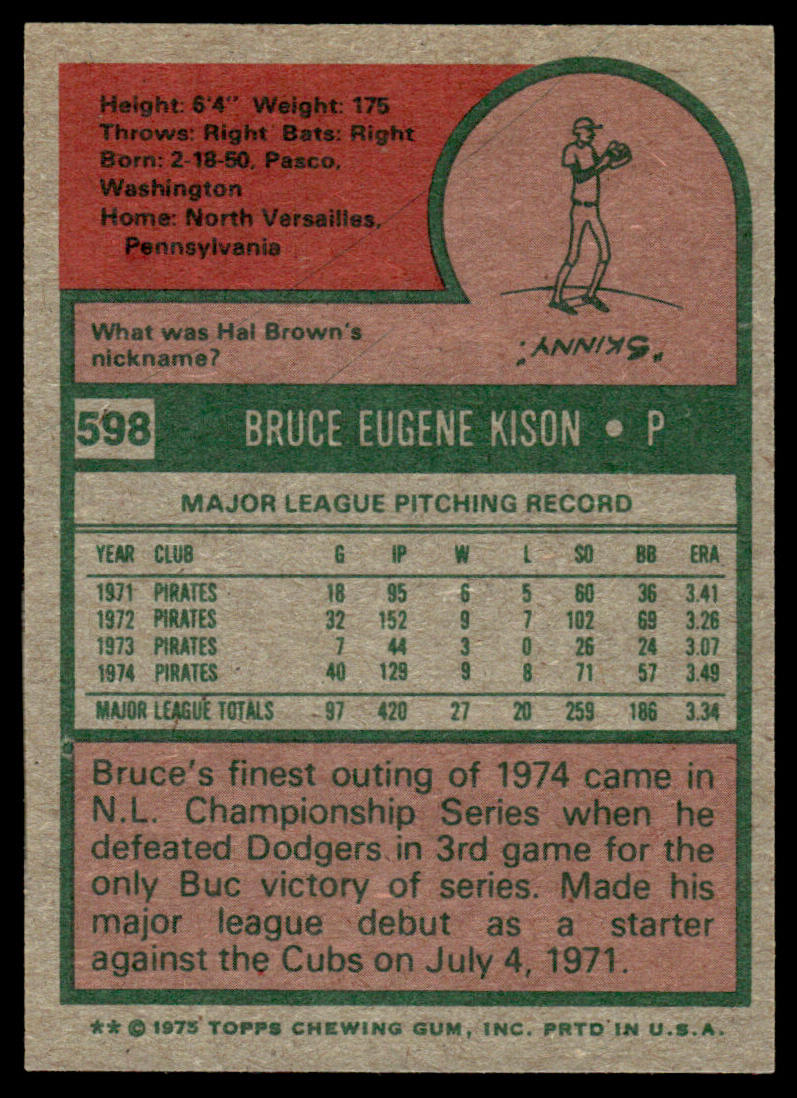 Height: 6'4" Weight: 175
Throws: Right Bats: Right
Born: 2-18-50, Pasco,
Washington
Home: North Versailles,
Pennsylvania
What was Hal Brown's
nickname?
"SKINNY."
598
BRUCE EUGENE KISON • P
MAJOR LEAGUE PITCHING RECORD
YEAR CLUB G IP W L SO BB ERA
1971 PIRATES 18 95 6 5 60 36 3.41
1972 PIRATES 32 152 9 7 102 69 3.26
1973 PIRATES 7 44 3 0 26 24 3.07
1974 PIRATES 40 129 9 8 71 57 3.49
MAJOR LEAGUE TOTALS 97 420 27 20 259 186 3.34
Bruce's finest outing of 1974 came in
N.L. Championship Series when he
defeated Dodgers in 3rd game for the
only Buc victory of series. Made his
major league debut as a starter
against the Cubs on July 4, 1971.
** © 1975 TOPPS CHEWING GUM, INC. PRTD IN U.S.A.